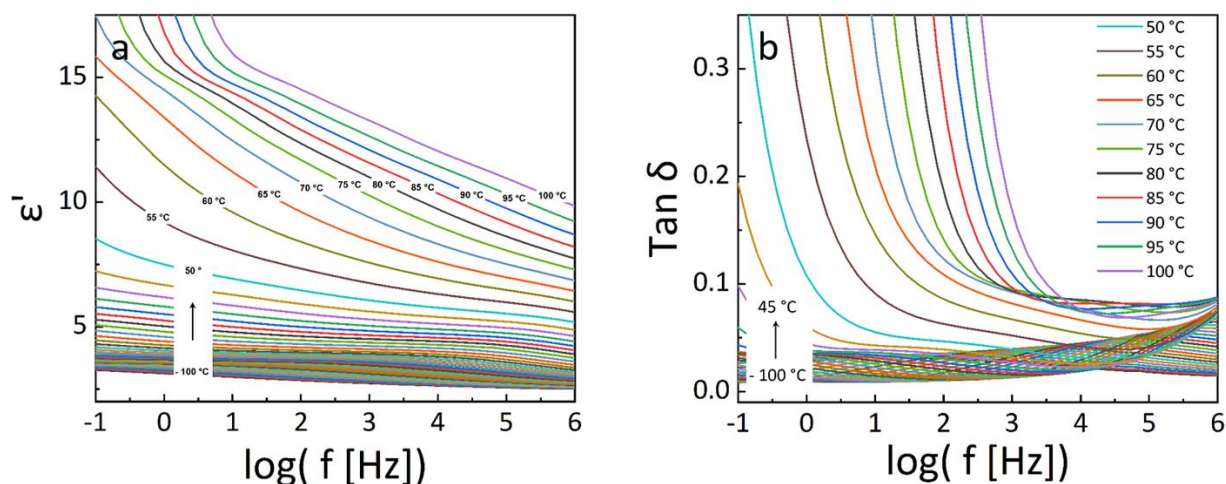 a
ε'
15
10
5
55 °C
60 °C
65 °C
70 °C
75 °C
80 °C
85 °C
90 °C
95 °C
100 °C
50 °
- 100 °C
-1 0 1 2 3 4 5 6
log( f [Hz])
b
Tan δ
0.3
0.2
0.1
0.0
45 °C
- 100 °C
50 °C
55 °C
60 °C
65 °C
70 °C
75 °C
80 °C
85 °C
90 °C
95 °C
100 °C
-1 0 1 2 3 4 5 6
log( f [Hz])